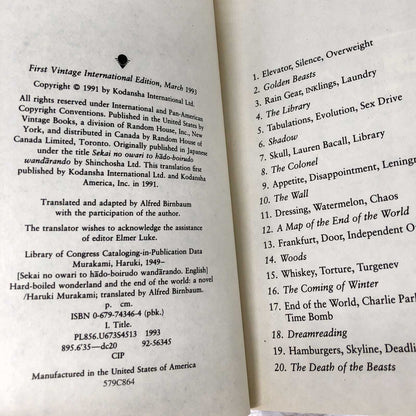 First Vintage International Edition, March 1993
Copyright © 1991 by Kodansha International Ltd.
All rights reserved under International and Pan-American
Copyright Conventions. Published in the United States by
Vintage Books, a division of Random House, Inc., New
York, and distributed in Canada by Random House of
Canada Limited, Toronto. Originally published in Japanese
under the title Sekai no owari to hādo-boirudo
wandārando by Shinchosha Ltd. This translation first
published by Kodansha International Ltd. and Kodansha
America, Inc. in 1991.
Translated and adapted by Alfred Birnbaum
with the participation of the author.
The translator wishes to acknowledge the assistance
of editor Elmer Luke.
Library of Congress Cataloging-in-Publication Data
Murakami, Haruki, 1949–
[Sekai no owari to hādo-boirudo wandārando. English]
Hard-boiled wonderland and the end of the world: a novel
/Haruki Murakami; translated by Alfred Birnbaum.
p. cm.
ISBN 0-679-74346-4 (pbk.)
I. Title.
PL856.U673S4513 1993
895.6'35—dc20 92-56345
CIP
Manufactured in the United States of America
579C864
1. Elevator, Silence, Overweight
2. Golden Beasts
3. Rain Gear, INKlings, Laundry
4. The Library
5. Tabulations, Evolution, Sex Drive
6. Shadow
7. Skull, Lauren Bacall, Library
8. The Colonel
9. Appetite, Disappointment, Lening
10. The Wall
11. Dressing, Watermelon, Chaos
12. A Map of the End of the World
13. Frankfurt, Door, Independent O
14. Woods
15. Whiskey, Torture, Turgenev
16. The Coming of Winter
17. End of the World, Charlie Parl
Time Bomb
18. Dreamreading
19. Hamburgers, Skyline, Deadli
20. The Death of the Beasts